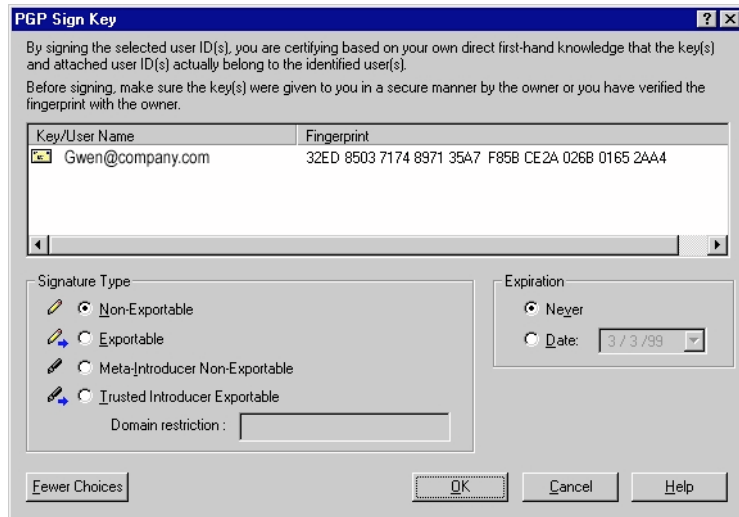 PGP Sign Key
By signing the selected user ID(s), you are certifying based on your own direct first-hand knowledge that the key(s)
and attached user ID(s) actually belong to the identified user(s).
Before signing, make sure the key(s) were given to you in a secure manner by the owner or you have verified the
fingerprint with the owner.
Key/User Name Fingerprint
Gwen@company.com 32ED 8503 7174 8971 35A7 F85B CE2A 026B 0165 2AA4
Signature Type
Non-Exportable
Exportable
Meta-Introducer Non-Exportable
Trusted Introducer Exportable
Domain restriction :
Expiration
Never
Date: 3 / 3 /99
Fewer Choices OK Cancel Help